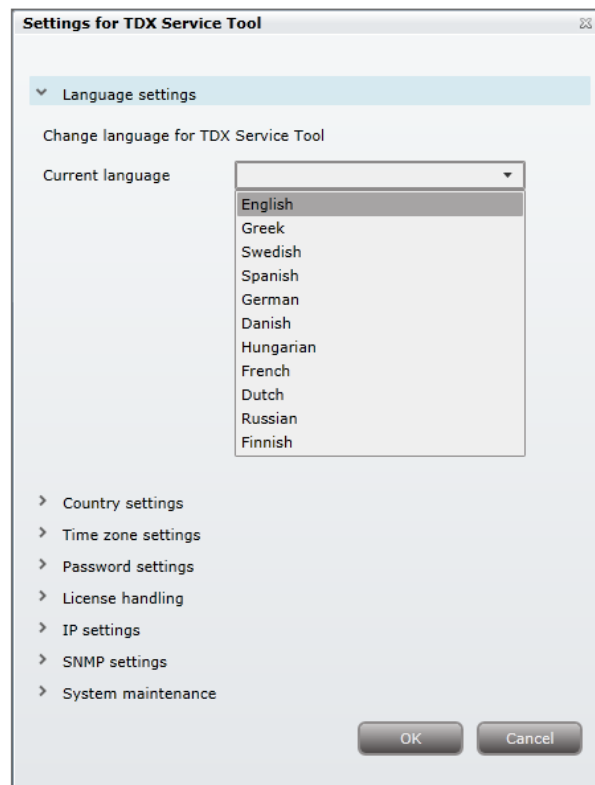 Settings for TDX Service Tool
Language settings
Change language for TDX Service Tool
Current language
English
Greek
Swedish
Spanish
German
Danish
Hungarian
French
Dutch
Russian
Finnish
Country settings
Time zone settings
Password settings
License handling
IP settings
SNMP settings
System maintenance
OK Cancel